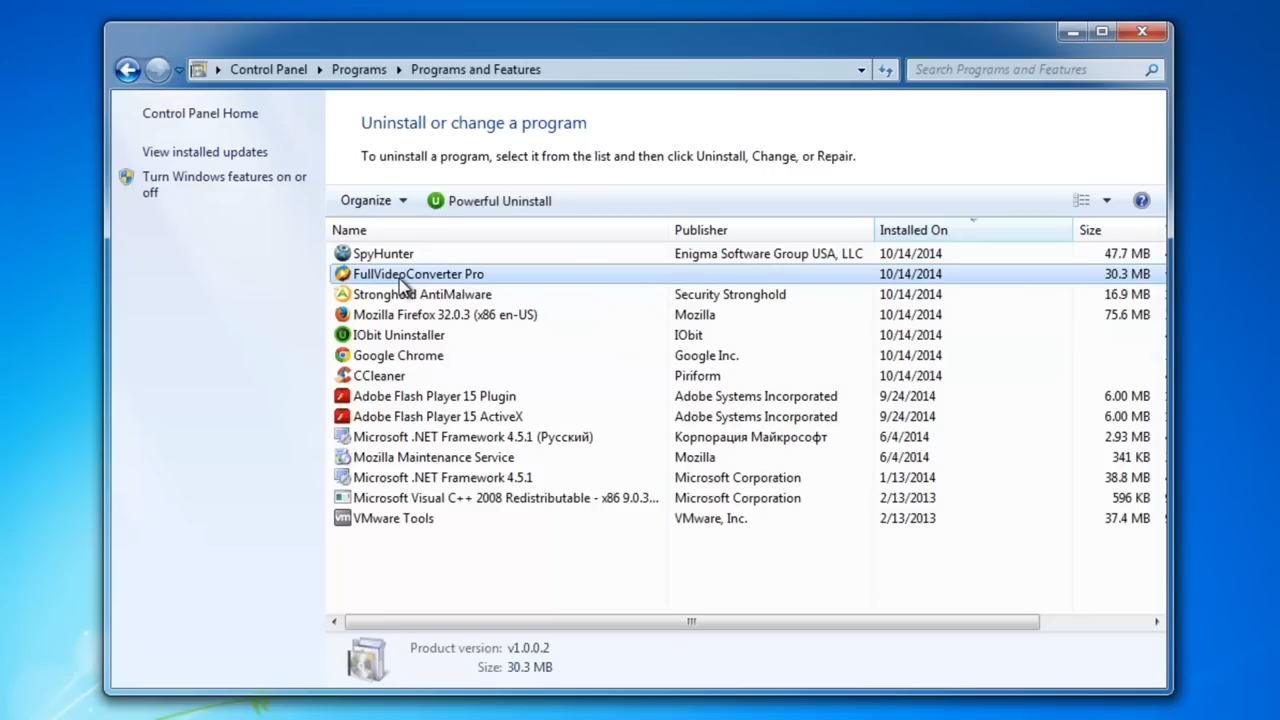 Control Panel Programs Programs and Features Search Programs and Features
Control Panel Home
View installed updates
Turn Windows features on or
off
Uninstall or change a program
To uninstall a program, select it from the list and then click Uninstall, Change, or Repair.
Organize Powerful Uninstall
Name Publisher Installed On Size
SpyHunter Enigma Software Group USA, LLC 10/14/2014 47.7 MB
FullVideoConverter Pro 10/14/2014 30.3 MB
Stronghold AntiMalware Security Stronghold 10/14/2014 16.9 MB
Mozilla Firefox 32.0.3 (x86 en-US) Mozilla 10/14/2014 75.6 MB
IObit Uninstaller IObit 10/14/2014
Google Chrome Google Inc. 10/14/2014
CCleaner Piriform 10/14/2014
Adobe Flash Player 15 Plugin Adobe Systems Incorporated 9/24/2014 6.00 MB
Adobe Flash Player 15 ActiveX Adobe Systems Incorporated 9/24/2014 6.00 MB
Microsoft .NET Framework 4.5.1 (Русский) Корпорация Майкрософт 6/4/2014 2.93 MB
Mozilla Maintenance Service Mozilla 6/4/2014 341 KB
Microsoft .NET Framework 4.5.1 Microsoft Corporation 1/13/2014 38.8 MB
Microsoft Visual C++ 2008 Redistributable - x86 9.0.3... Microsoft Corporation 2/13/2013 596 KB
VMware Tools VMware, Inc. 2/13/2013 37.4 MB
Product version: v1.0.0.2
Size: 30.3 MB